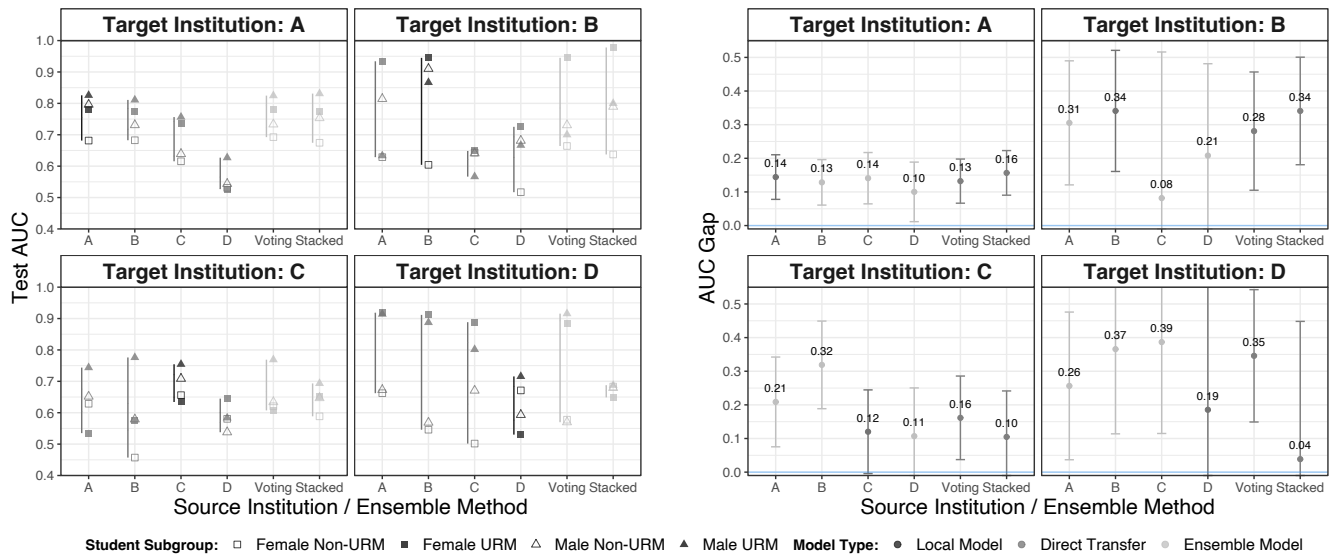 Target Institution: A
Target Institution: B
1.0
0.9
0.8
0.7
0.6
0.5
0.4
A B C D Voting Stacked
A B C D Voting Stacked
Target Institution: C
Target Institution: D
1.0
0.9
0.8
0.7
0.6
0.5
0.4
A B C D Voting Stacked
A B C D Voting Stacked
Test AUC
Source Institution / Ensemble Method
Target Institution: A
Target Institution: B
0.5
0.4
0.3
0.2
0.1
0.0
0.14 0.13 0.14 0.10 0.13 0.16
0.31 0.34 0.08 0.21 0.28 0.34
A B C D Voting Stacked
A B C D Voting Stacked
Target Institution: C
Target Institution: D
0.5
0.4
0.3
0.2
0.1
0.0
0.21 0.32 0.12 0.11 0.16 0.10
0.26 0.37 0.39 0.19 0.35 0.04
A B C D Voting Stacked
A B C D Voting Stacked
AUC Gap
Source Institution / Ensemble Method
Student Subgroup: Female Non-URM Female URM Male Non-URM Male URM Model Type: Local Model Direct Transfer Ensemble Model